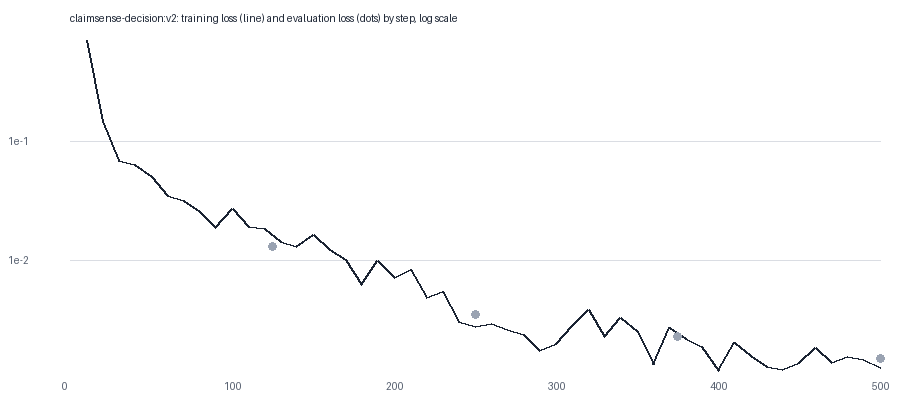 claimsense-decision:v2: training loss (line) and evaluation loss (dots) by step, log scale
1e-1
1e-2
0 100 200 300 400 500